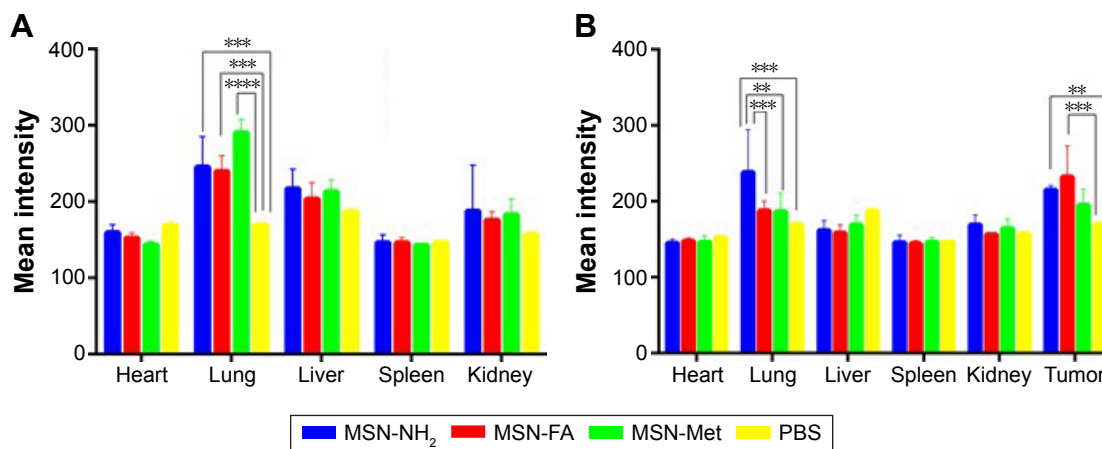 A
B
400
300
200
100
0
Mean intensity
***
***
****
Heart Lung Liver Spleen Kidney
400
300
200
100
0
Mean intensity
***
**
***
**
***
Heart Lung Liver Spleen Kidney Tumor
MSN-NH₂ MSN-FA MSN-Met PBS